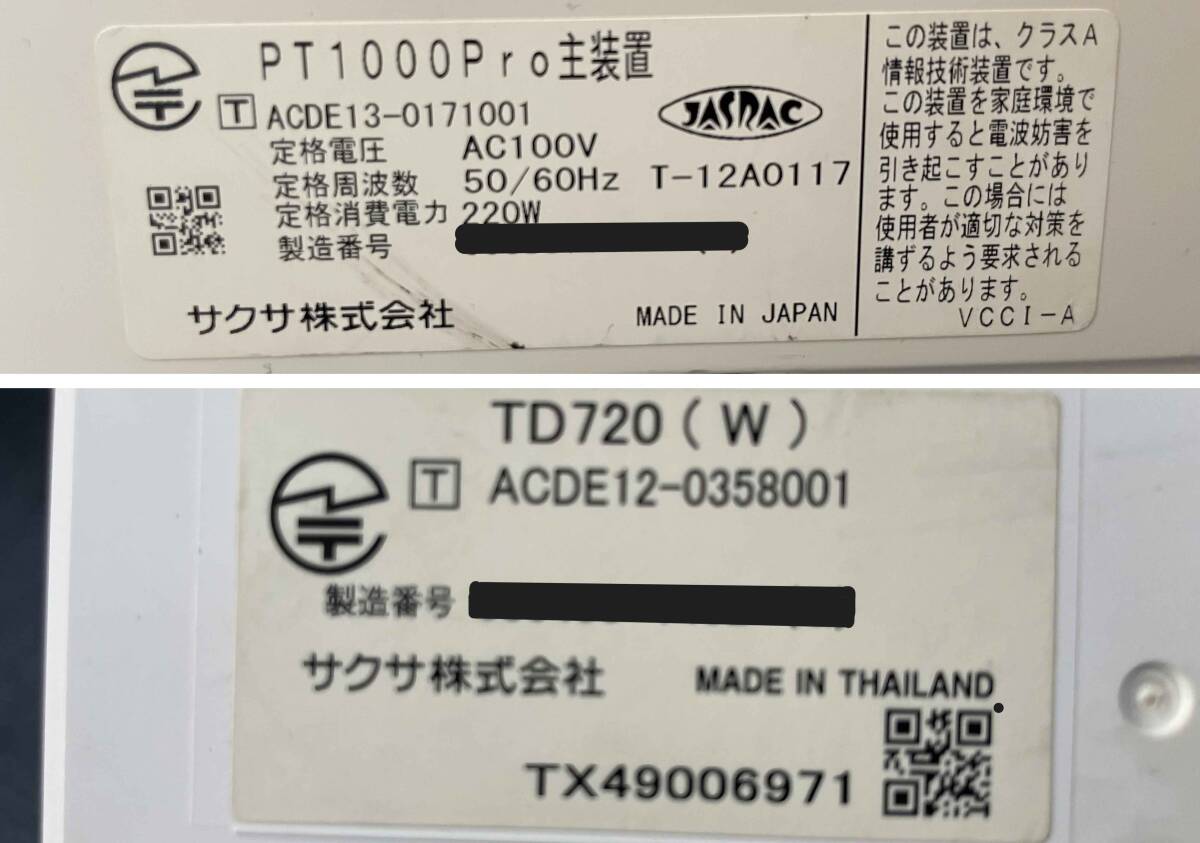 PT1000Pro主装置
T ACDE13-0171001
JASRAC
定格電圧 AC100V
定格周波数 50/60Hz T-12A0117
定格消費電力 220W
製造番号
サクサ株式会社 MADE IN JAPAN
この装置は、クラスA
情報技術装置です。
この装置を家庭環境で
使用すると電波妨害を
引き起こすことがあり
ます。この場合には
使用者が適切な対策を
講ずるよう要求される
ことがあります。
VCCI-A
TD720(W)
T ACDE12-0358001
製造番号
サクサ株式会社 MADE IN THAILAND
TX49006971